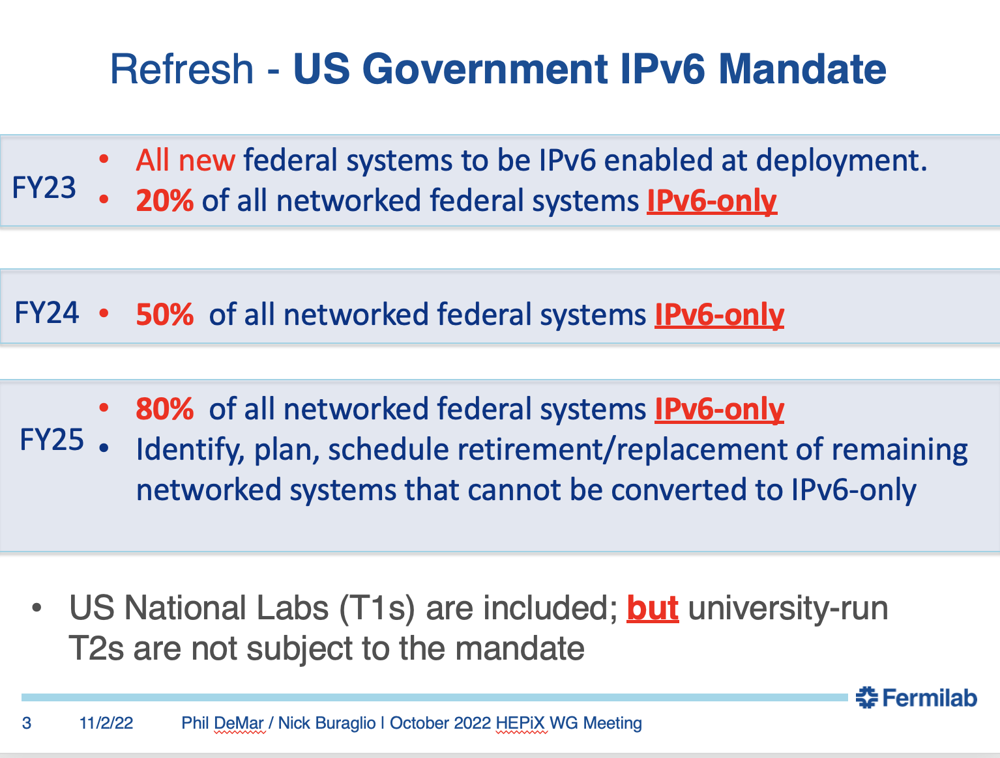 Refresh - US Government IPv6 Mandate
FY23
• All new federal systems to be IPv6 enabled at deployment.
• 20% of all networked federal systems IPv6-only
FY24
• 50% of all networked federal systems IPv6-only
FY25
• 80% of all networked federal systems IPv6-only
• Identify, plan, schedule retirement/replacement of remaining
networked systems that cannot be converted to IPv6-only
• US National Labs (T1s) are included; but university-run
T2s are not subject to the mandate
Fermilab
3 11/2/22 Phil DeMar / Nick Buraglio | October 2022 HEPiX WG Meeting